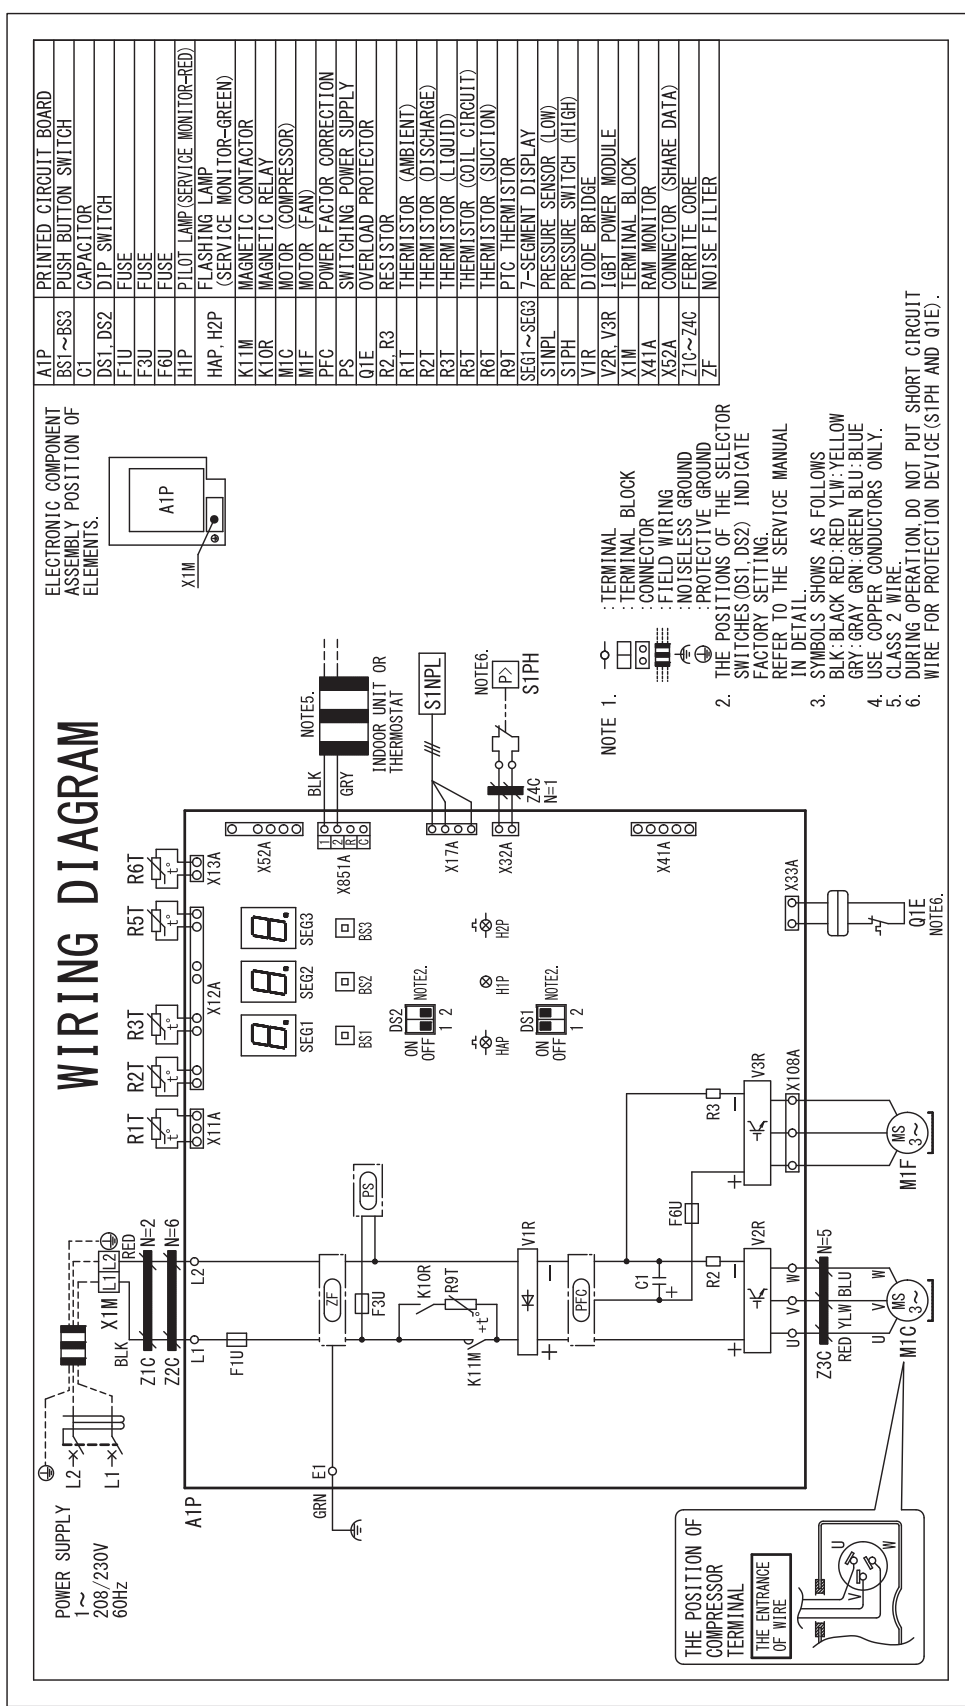 WIRING DIAGRAM
POWER SUPPLY
1~
208/230V
60Hz
L2
L1
X1M
L1 L2
BLK
RED
Z1C
N=2
Z2C
N=6
L1
L2
A1P
F1U
GRN
E1
ZF
F3U
PS
K10R
R9T
K11M
+t°
V1R
+
−
PFC
C1
+
F6U
R2
R3
+
−
V2R
+
−
V3R
X108A
U
V
W
Z3C
N=5
RED
YLW
BLU
U
V
W
MS
3~
M1C
MS
3~
M1F
R1T
t°
X11A
R2T
t°
R3T
t°
X12A
R5T
t°
R6T
t°
X13A
SEG1
SEG2
SEG3
BS1
BS2
BS3
DS2
ON
OFF
1 2
NOTE2.
HAP
H1P
H2P
DS1
ON
OFF
1 2
NOTE2.
X52A
X851A
1
2
R
C
BLK
GRY
NOTE5.
INDOOR UNIT OR
THERMOSTAT
X17A
S1NPL
X32A
Z4C
N=1
NOTE6.
P>
S1PH
X41A
X33A
Q1E
NOTE6.
THE POSITION OF
COMPRESSOR
TERMINAL
THE ENTRANCE
OF WIRE
U
V
W
ELECTRONIC COMPONENT
ASSEMBLY POSITION OF
ELEMENTS.
A1P
X1M
NOTE 1.
:TERMINAL
:TERMINAL BLOCK
:CONNECTOR
:FIELD WIRING
:NOISELESS GROUND
:PROTECTIVE GROUND
2. THE POSITIONS OF THE SELECTOR
SWITCHES(DS1,DS2) INDICATE
FACTORY SETTING.
REFER TO THE SERVICE MANUAL
IN DETAIL.
3. SYMBOLS SHOWS AS FOLLOWS
BLK:BLACK RED:RED YLW:YELLOW
GRY:GRAY GRN:GREEN BLU:BLUE
4. USE COPPER CONDUCTORS ONLY.
5. CLASS 2 WIRE.
6. DURING OPERATION,DO NOT PUT SHORT CIRCUIT
WIRE FOR PROTECTION DEVICE(S1PH AND Q1E).
A1P PRINTED CIRCUIT BOARD
BS1~BS3 PUSH BUTTON SWITCH
C1 CAPACITOR
DS1,DS2 DIP SWITCH
F1U FUSE
F3U FUSE
F6U FUSE
H1P PILOT LAMP(SERVICE MONITOR-RED)
HAP,H2P FLASHING LAMP
(SERVICE MONITOR-GREEN)
K11M MAGNETIC CONTACTOR
K10R MAGNETIC RELAY
M1C MOTOR (COMPRESSOR)
M1F MOTOR (FAN)
PFC POWER FACTOR CORRECTION
PS SWITCHING POWER SUPPLY
Q1E OVERLOAD PROTECTOR
R2,R3 RESISTOR
R1T THERMISTOR (AMBIENT)
R2T THERMISTOR (DISCHARGE)
R3T THERMISTOR (LIQUID)
R5T THERMISTOR (COIL CIRCUIT)
R6T THERMISTOR (SUCTION)
R9T PTC THERMISTOR
SEG1~SEG3 7-SEGMENT DISPLAY
S1NPL PRESSURE SENSOR (LOW)
S1PH PRESSURE SWITCH (HIGH)
V1R DIODE BRIDGE
V2R,V3R IGBT POWER MODULE
X1M TERMINAL BLOCK
X41A RAM MONITOR
X52A CONNECTOR(SHARE DATA)
Z1C~Z4C FERRITE CORE
ZF NOISE FILTER